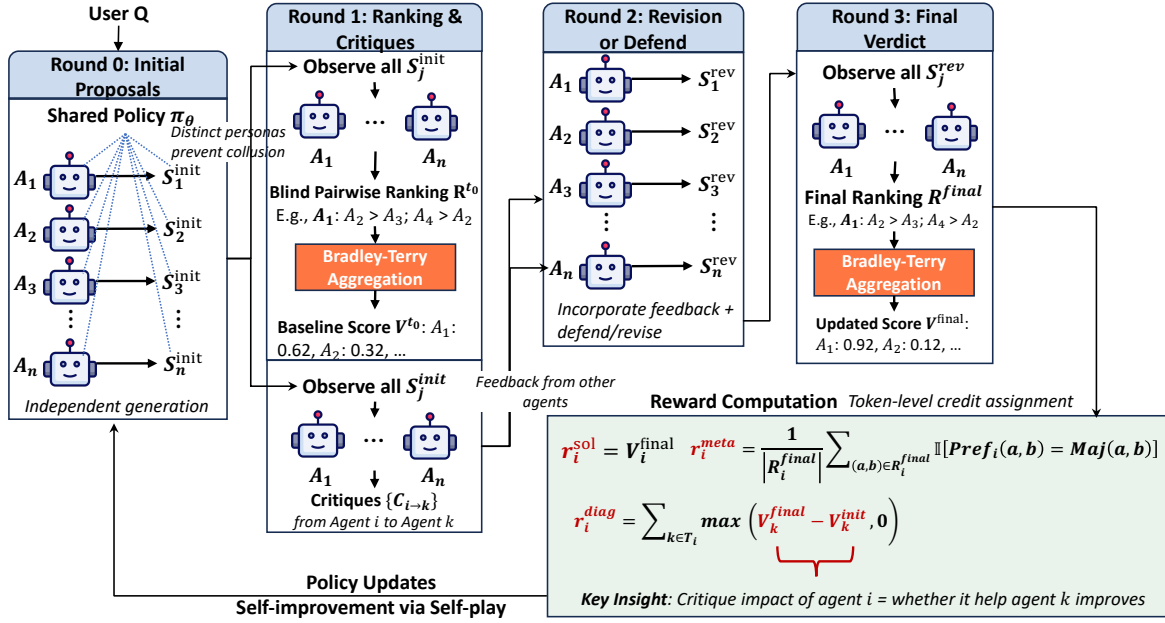 User Q
Round 0: Initial
Proposals
Shared Policy π_θ
Distinct personas
prevent collusion
A_1 S_1^init
A_2 S_2^init
A_3 S_3^init
⋮ ⋮
A_n S_n^init
Independent generation
Round 1: Ranking &
Critiques
Observe all S_j^init
...
A_1 A_n
Blind Pairwise Ranking R^{t_0}
E.g., A_1: A_2 > A_3; A_4 > A_2
Bradley-Terry
Aggregation
Baseline Score V^{t_0}: A_1:
0.62, A_2: 0.32, ...
Observe all S_j^init
...
A_1 A_n
Critiques {C_{i→k}}
from Agent i to Agent k
Feedback from other
agents
Round 2: Revision
or Defend
A_1 S_1^rev
A_2 S_2^rev
A_3 S_3^rev
⋮ ⋮
A_n S_n^rev
Incorporate feedback +
defend/revise
Round 3: Final
Verdict
Observe all S_j^rev
...
A_1 A_n
Final Ranking R^final
E.g., A_1: A_2 > A_3; A_4 > A_2
Bradley-Terry
Aggregation
Updated Score V^final:
A_1: 0.92, A_2: 0.12, ...
Reward Computation Token-level credit assignment
r_i^sol = V_i^final r_i^meta = 1/|R_i^final| ∑_{(a,b)∈R_i^final} 𝕀[Pref_i(a, b) = Maj(a, b)]
r_i^diag = ∑_{k∈T_i} max (V_k^final − V_k^init, 0)
Key Insight: Critique impact of agent i = whether it help agent k improves
Policy Updates
Self-improvement via Self-play